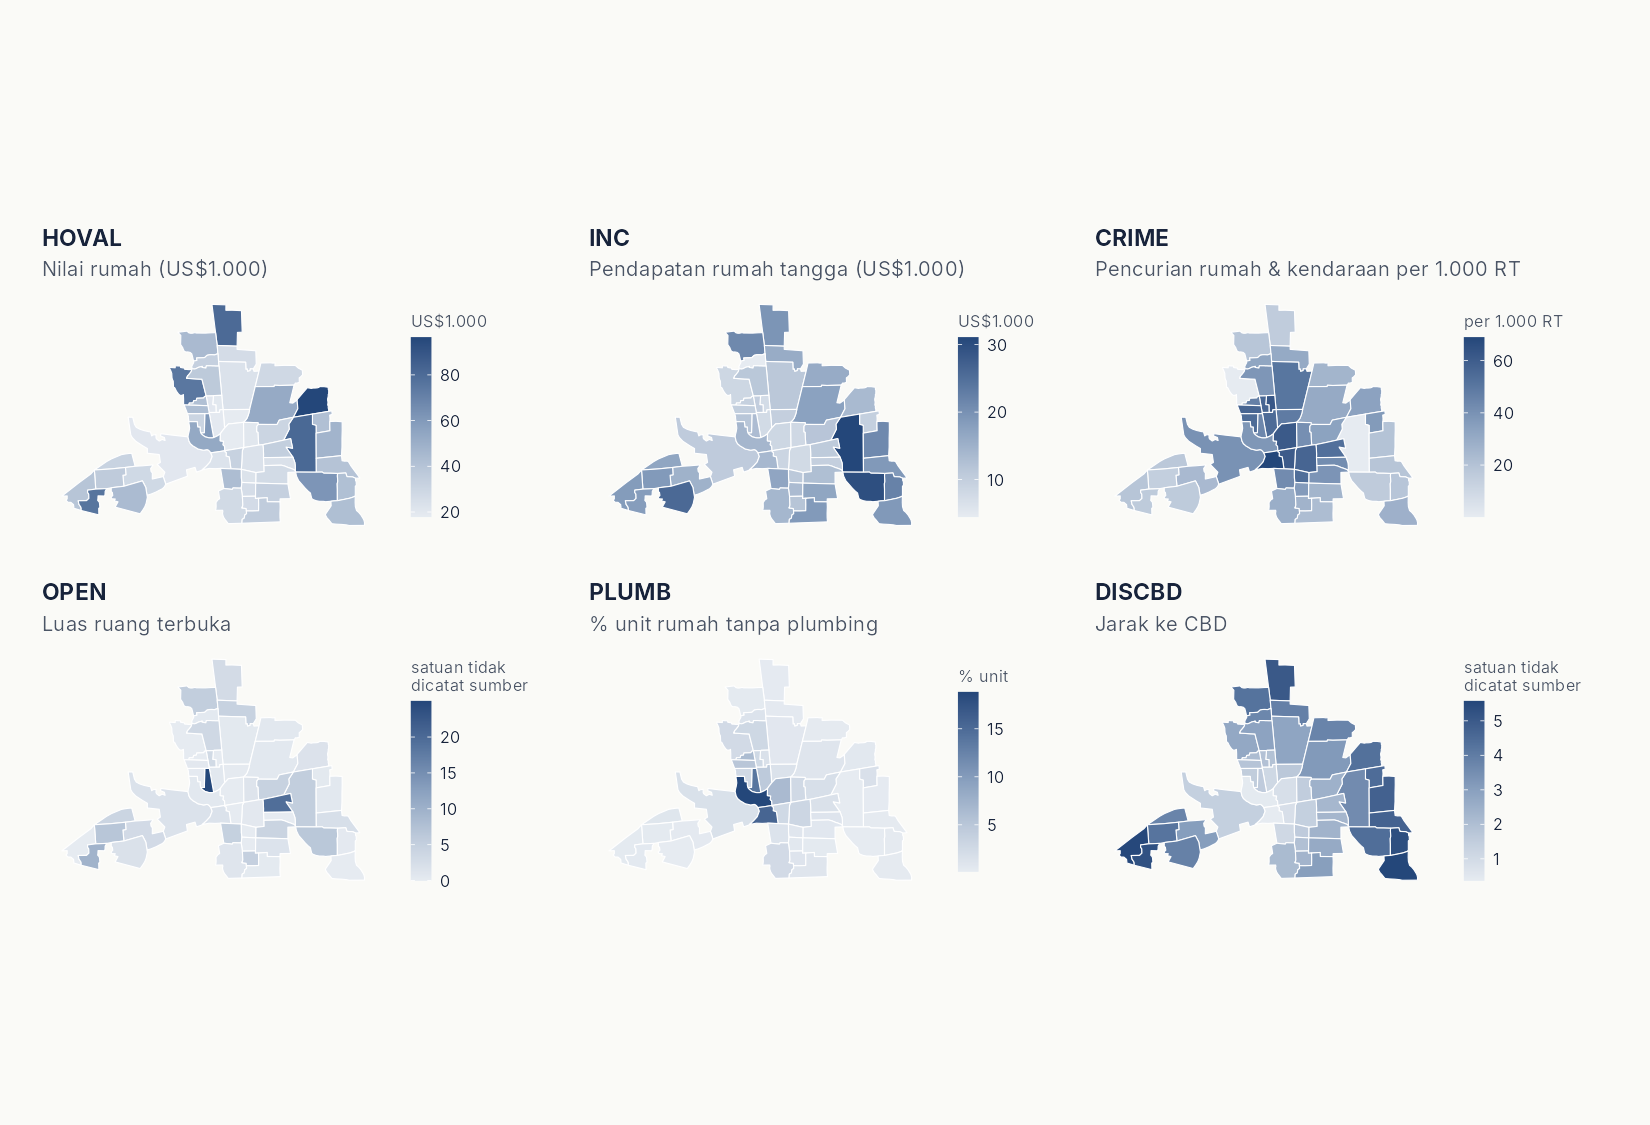 HOVAL
Nilai rumah (US$1.000)
US$1.000
80
60
40
20
INC
Pendapatan rumah tangga (US$1.000)
US$1.000
30
20
10
CRIME
Pencurian rumah & kendaraan per 1.000 RT
per 1.000 RT
60
40
20
OPEN
Luas ruang terbuka
satuan tidak
dicatat sumber
20
15
10
5
0
PLUMB
% unit rumah tanpa plumbing
% unit
15
10
5
DISCBD
Jarak ke CBD
satuan tidak
dicatat sumber
5
4
3
2
1